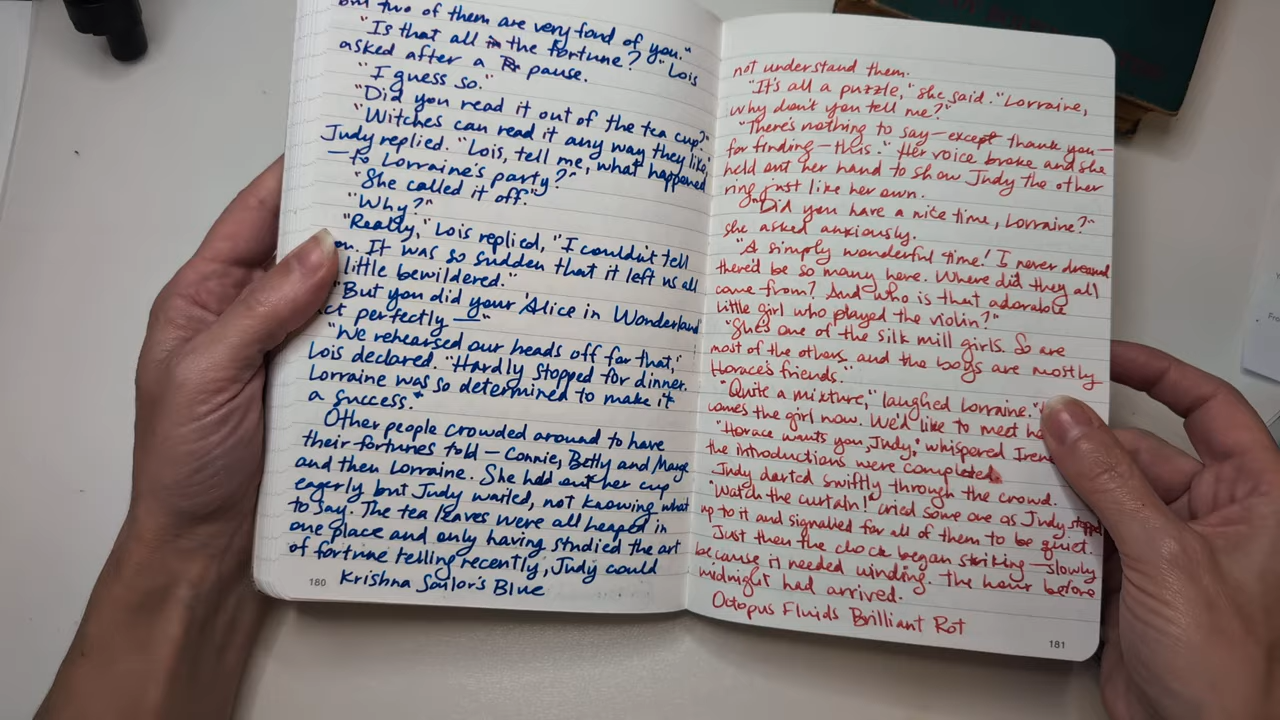 but two of them are very fond of you."
"Is that all in the fortune?" Lois
asked after a pause.
"I guess so."
"Did you read it out of the tea cup?"
"Witches can read it any way they like,"
Judy replied. "Lois, tell me, what happened
—to Lorraine's party?"
"She called it off."
"Why?"
"Really," Lois replied, "I couldn't tell
. It was so sudden that it left us all
little bewildered."
"But you did your 'Alice in Wonderland
ct perfectly —"
"We rehearsed our heads off for that,"
Lois declared. "Hardly stopped for dinner.
Lorraine was so determined to make it
a success."
Other people crowded around to have
their fortunes told — Connie, Betty and Marge
and then Lorraine. She held out her cup
eagerly but Judy waited, not knowing what
to say. The tea leaves were all heaped in
one place and only having studied the art
of fortune telling recently, Judy could
Krishna Sailor's Blue
180
not understand them.
"It's all a puzzle," she said. "Lorraine,
why don't you tell me?"
"There's nothing to say—except thank you—
for finding—this." Her voice broke and she
held out her hand to show Judy the other
ring just like her own.
"Did you have a nice time, Lorraine?"
she asked anxiously.
"A simply wonderful time! I never dreamed
there'd be so many here. Where did they all
come from? And who is that adorable
little girl who played the violin?"
"She's one of the silk mill girls. So are
most of the others and the boys are mostly
Horace's friends."
"Quite a mixture," laughed Lorraine.
comes the girl now. We'd like to meet he
"Horace wants you, Judy," whispered Irene
the introductions were completed.
Judy darted swiftly through the crowd.
"Watch the curtain!" cried some one as Judy stepped
up to it and signalled for all of them to be quiet.
Just then the clock began striking—slowly
because it needed winding. The hour before
midnight had arrived.
Octopus Fluids Brilliant Rot
181